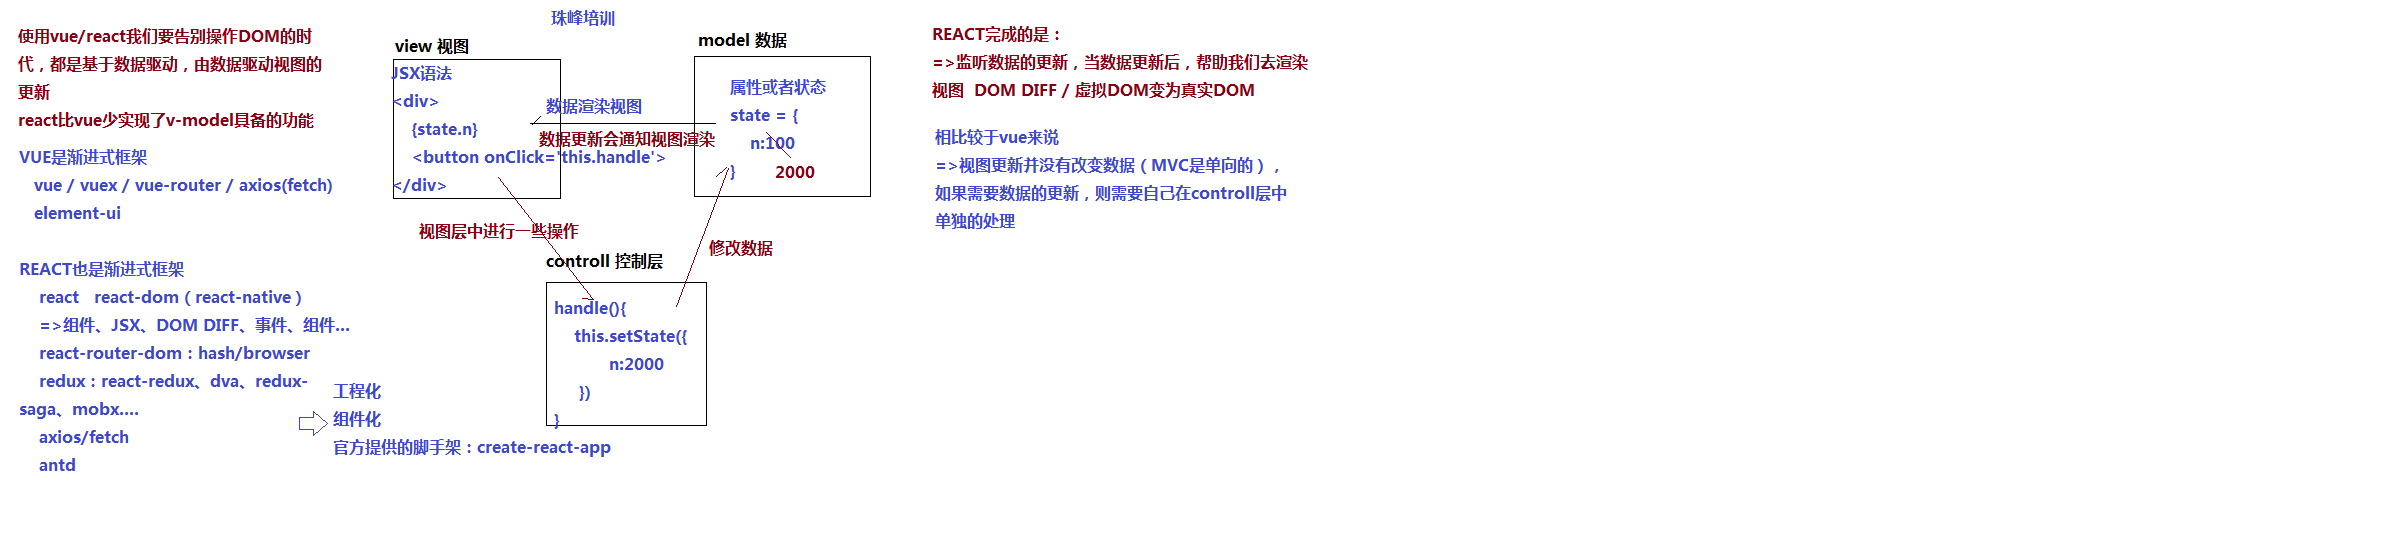 珠峰培训
使用vue/react我们要告别操作DOM的时
代，都是基于数据驱动，由数据驱动视图的
更新
react比vue少实现了v-model具备的功能
VUE是渐进式框架
vue / vuex / vue-router / axios(fetch)
element-ui
REACT也是渐进式框架
react react-dom（react-native）
=>组件、JSX、DOM DIFF、事件、组件...
react-router-dom：hash/browser
redux：react-redux、dva、redux-
saga、mobx....
axios/fetch
antd
工程化
组件化
官方提供的脚手架：create-react-app
view 视图
JSX语法
<div>
{state.n}
<button onClick='this.handle'>
</div>
数据渲染视图
数据更新会通知视图渲染
model 数据
属性或者状态
state = {
n:100
} 2000
视图层中进行一些操作
修改数据
controll 控制层
handle(){
this.setState({
n:2000
})
}
REACT完成的是：
=>监听数据的更新，当数据更新后，帮助我们去渲染
视图 DOM DIFF / 虚拟DOM变为真实DOM
相比较于vue来说
=>视图更新并没有改变数据（MVC是单向的），
如果需要数据的更新，则需要自己在controll层中
单独的处理